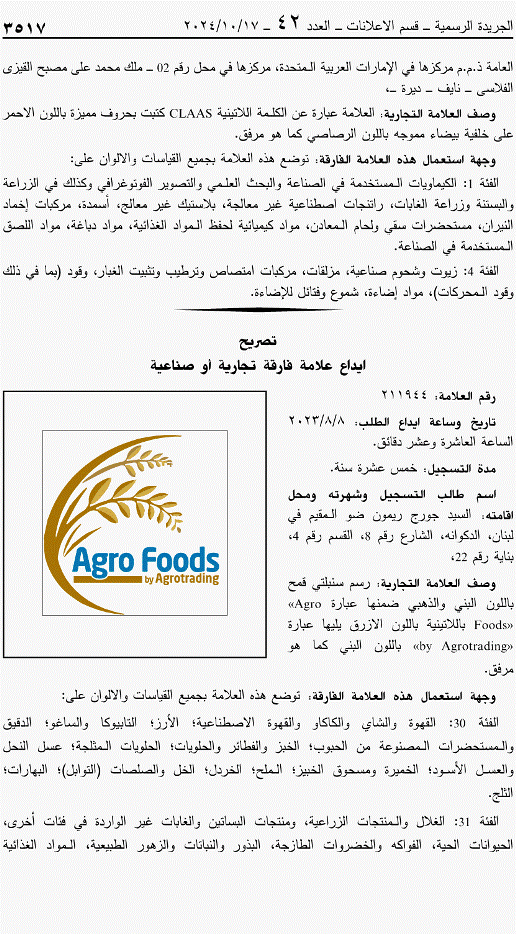 الجريدة الرسمية ــ قسم الاعلانات ــ العدد ٤٢ ــ ٢٠٢٤/١٠/١٧
٣٥١٧
العامة ذ.م.م مركزها في الإمارات العربية المتحدة، مركزها في محل رقم 02 ــ ملك محمد على مصبح القيزى
الفلاسى ــ نايف ــ ديرة ــ،
وصف العلامة التجارية: العلامة عبارة عن الكلمة اللاتينية CLAAS كتبت بحروف مميزة باللون الاحمر
على خلفية بيضاء مموجه باللون الرصاصي كما هو مرفق.
وجهة استعمال هذه العلامة الفارقة: توضع هذه العلامة بجميع القياسات والالوان على:
الفئة 1: الكيماويات المستخدمة في الصناعة والبحث العلمي والتصوير الفوتوغرافي وكذلك في الزراعة
والبستنة وزراعة الغابات، راتنجات اصطناعية غير معالجة، بلاستيك غير معالج، أسمدة، مركبات إخماد
النيران، مستحضرات سقي ولحام المعادن، مواد كيميائية لحفظ المواد الغذائية، مواد دباغة، مواد اللصق
المستخدمة في الصناعة.
الفئة 4: زيوت وشحوم صناعية، مزلقات، مركبات امتصاص وترطيب وتثبيت الغبار، وقود (بما في ذلك
وقود المحركات)، مواد إضاءة، شموع وفتائل للإضاءة.
تصريح
ايداع علامة فارقة تجارية أو صناعية
رقم العلامة: ٢١١٩٤٤
تاريخ وساعة ايداع الطلب: ٢٠٢٣/٨/٨
الساعة العاشرة وعشر دقائق.
مدة التسجيل: خمس عشرة سنة.
اسم طالب التسجيل وشهرته ومحل
اقامته: السيد جورج ريمون ضو المقيم في
لبنان، الدكوانه، الشارع رقم 8، القسم رقم 4،
بناية رقم 22،
وصف العلامة التجارية: رسم سنبلتي قمح
باللون البني والذهبي ضمنها عبارة «Agro
Foods» باللاتينية باللون الازرق يليها عبارة
«by Agrotrading» باللون البني كما هو
مرفق.
Agro Foods
by Agrotrading
وجهة استعمال هذه العلامة الفارقة: توضع هذه العلامة بجميع القياسات والالوان على:
الفئة 30: القهوة والشاي والكاكاو والقهوة الاصطناعية؛ الأرز؛ التابيوكا والساغو؛ الدقيق
والمستحضرات المصنوعة من الحبوب؛ الخبز والفطائر والحلويات؛ الحلويات المثلجة؛ عسل النحل
والعسل الأسود؛ الخميرة ومسحوق الخبيز؛ الملح؛ الخردل؛ الخل والصلصات (التوابل)؛ البهارات؛
الثلج.
الفئة 31: الغلال والمنتجات الزراعية، ومنتجات البساتين والغابات غير الواردة في فئات أخرى،
الحيوانات الحية، الفواكه والخضروات الطازجة، البذور والنباتات والزهور الطبيعية، المواد الغذائية